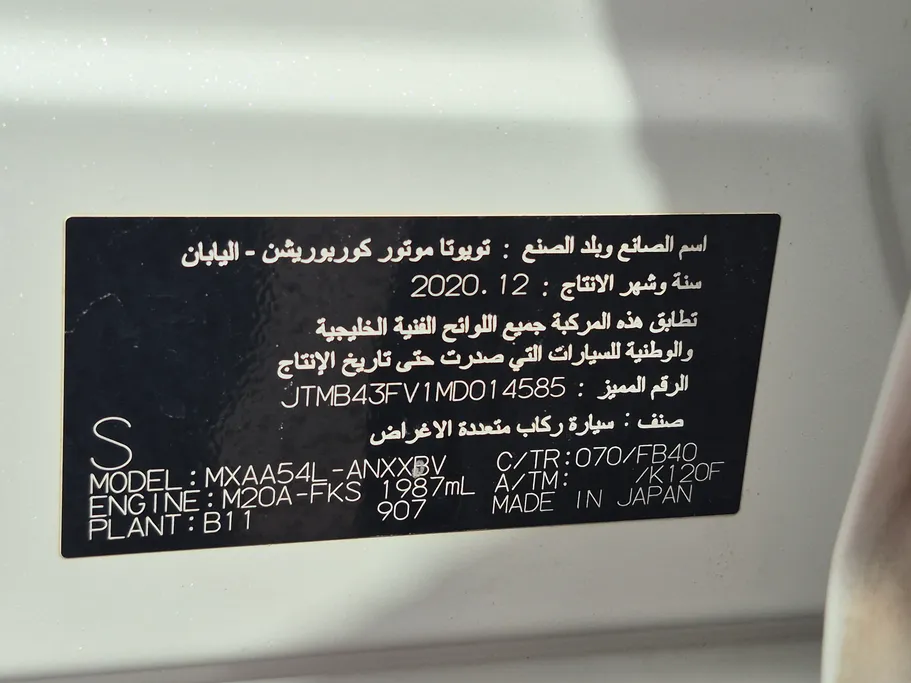 اسم الصانع وبلد الصنع : تويوتا موتور كوربوريشن - اليابان
سنة وشهر الانتاج : 2020. 12
تطابق هذه المركبة جميع اللوائح الفنية الخليجية
والوطنية للسيارات التي صدرت حتى تاريخ الإنتاج
الرقم المميز : JTMB43FV1MD014585
صنف : سيارة ركاب متعددة الاغراض
S
MODEL:MXAA54L-ANXXBV C/TR:070/FB40
ENGINE:M20A-FKS 1987mL A/TM: /K120F
PLANT:B11 907 MADE IN JAPAN